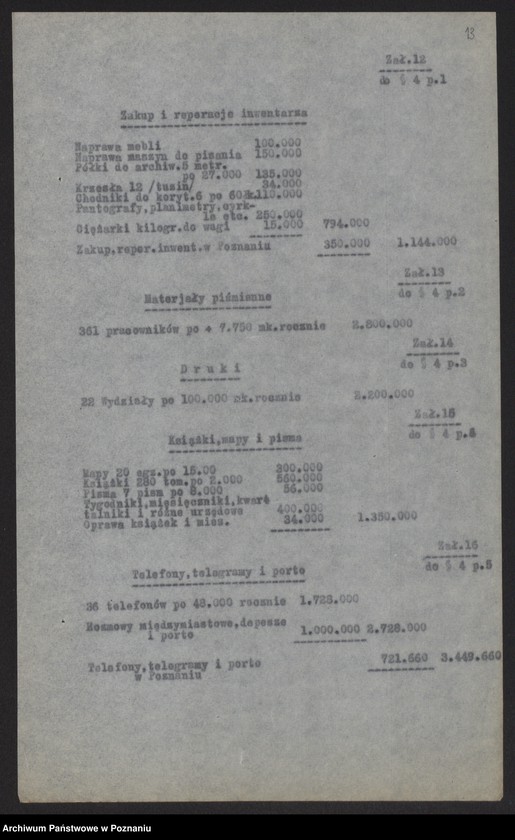 13
Zał.12
do § 4 p.1
Zakup i reperacje inwentarza
Naprawa mebli 100.000
Naprawa maszyn do pisania 150.000
Półki do archiw.5 metr.
po 27.000 135.000
Krzesła 12 /tuzin/ 34.000
Chodniki do koryt.6 po 60 110.000
Pantografy,planimetry,cyrk-
le etc. 250.000
Ciężarki kilogr.do wagi 15.000 794.000
Zakup,reper.inwent.w Poznaniu 350.000 1.144.000
Zał.13
do § 4 p.2
Materjały piśmienne
361 pracowników po + 7.750 mk.rocznie 2.800.000
Zał.14
do § 4 p.3
D r u k i
22 Wydziały po 100.000 mk.rocznie 2.200.000
Zał.15
do § 4 p.
Książki,mapy i pisma
Mapy 20 egz.po 15.00 300.000
Książki 280 tom.po 2.000 560.000
Pisma 7 pism po 8.000 56.000
Tygodniki,miesięczniki,kwar
talniki i różne urzędowe 400.000
Oprawa książek i mies. 34.000 1.350.000
Zał.16
do § 4 p.5
Telefony,telegramy i porto
36 telefonów po 48.000 rocznie 1.728.000
Rozmowy międzymiastowe,depesze
i porto 1.000.000 2.728.000
Telefony,telegramy i porto 721.660 3.449.660
w Poznaniu
Archiwum Państwowe w Poznaniu